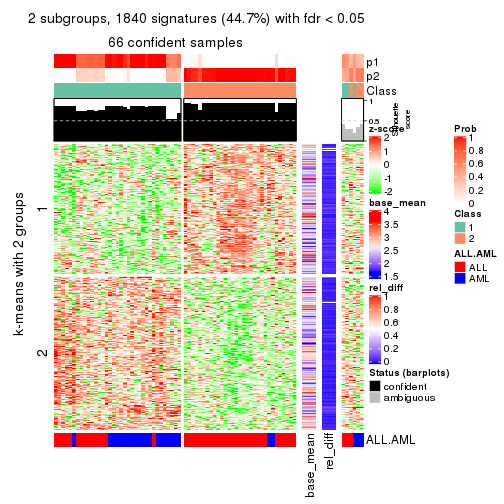 2 subgroups, 1840 signatures (44.7%) with fdr < 0.05
66 confident samples
p1
p2
Class
1
0.5
0
Silhouette
score
k-means with 2 groups
1
2
ALL.AML
base_mean
rel_diff
z-score
2
1
0
-1
-2
base_mean
4
3.5
3
2.5
2
1.5
rel_diff
1
0.8
0.6
0.4
0.2
0
Status (barplots)
confident
ambiguous
Prob
1
0.8
0.6
0.4
0.2
0
Class
1
2
ALL.AML
ALL
AML